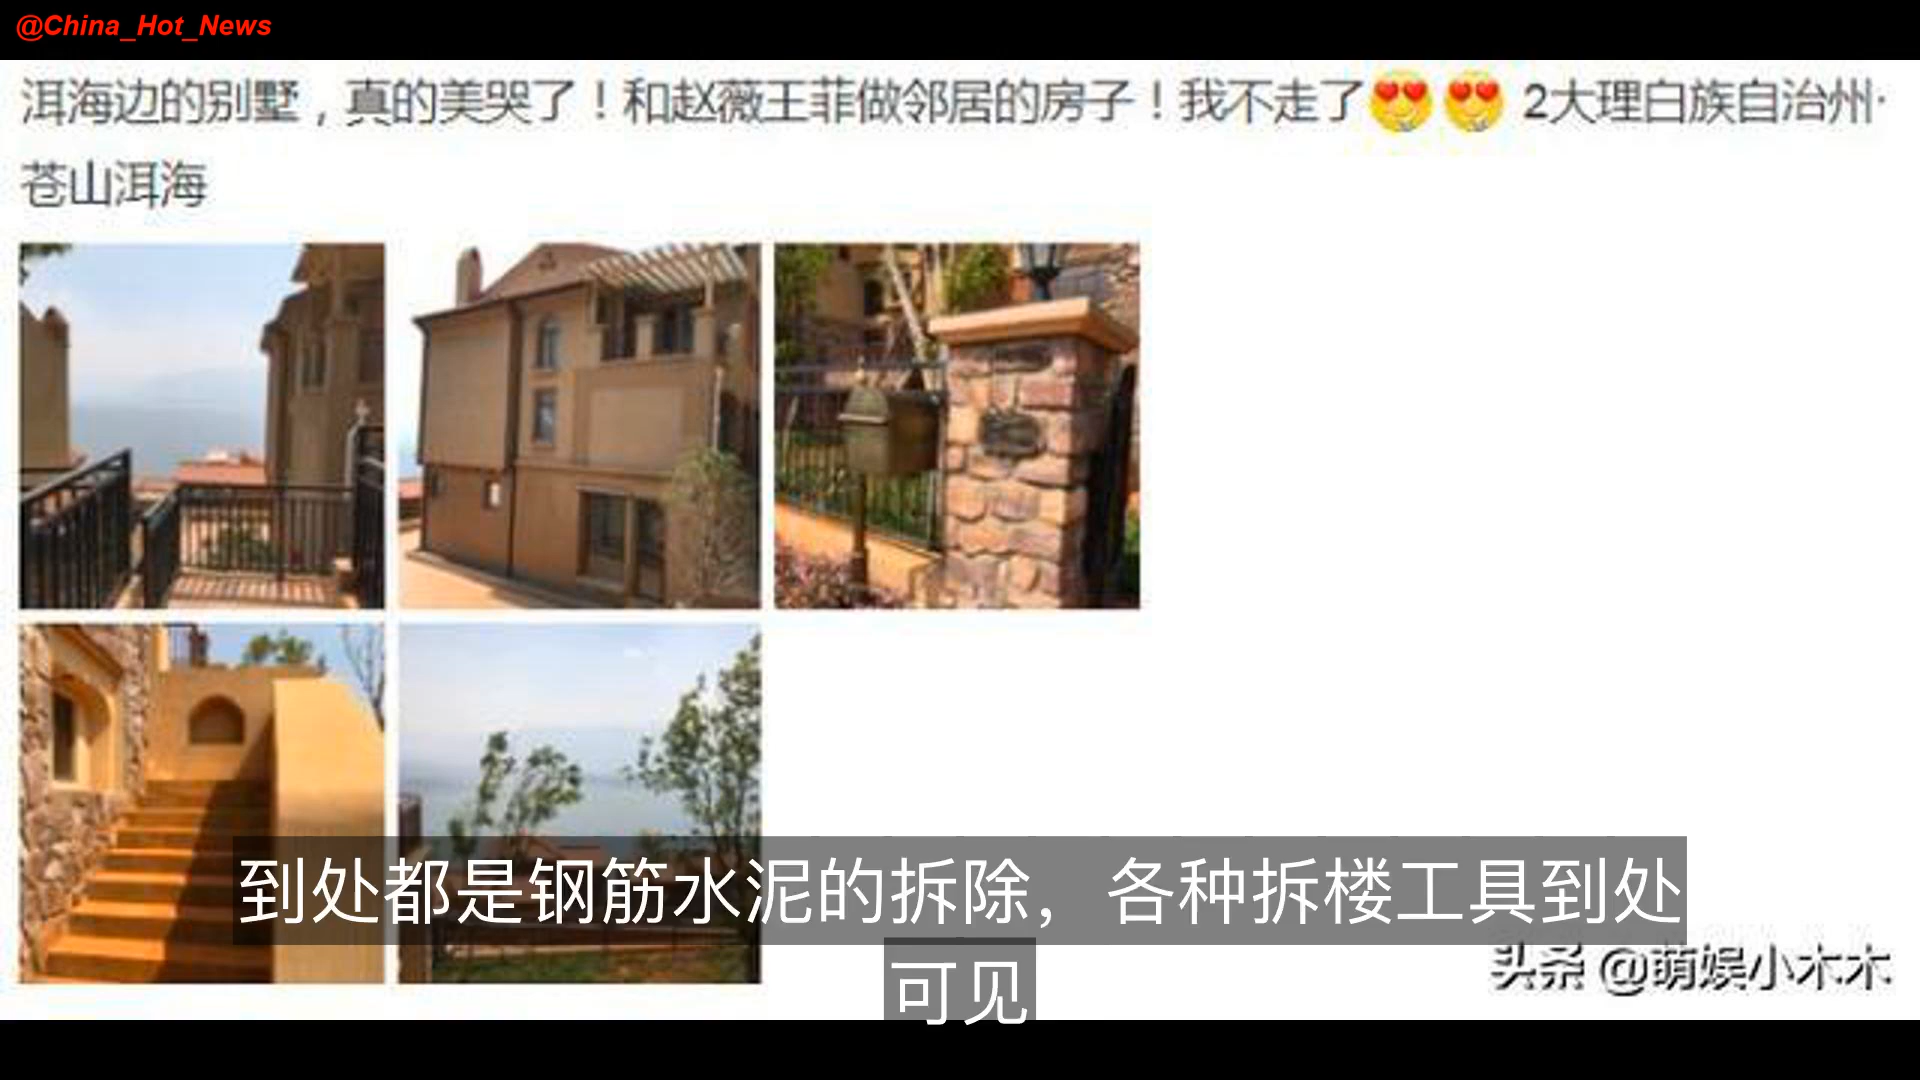 @China_Hot_News
洱海边的别墅，真的美哭了！和赵薇王菲做邻居的房子！我不走了 2大理白族自治州·
苍山洱海
到处都是钢筋水泥的拆除，各种拆楼工具到处
可见
头条 @萌娱小木木